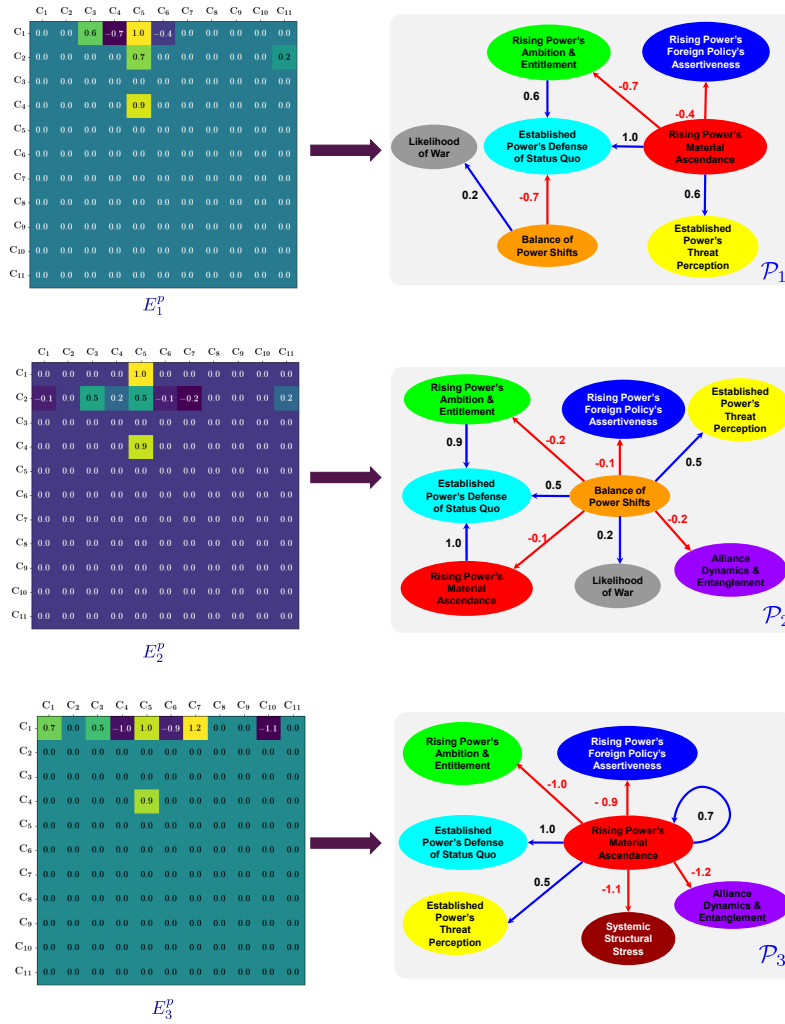 C1 C2 C3 C4 C5 C6 C7 C8 C9 C10 C11
C1 0.0 0.0 0.6 −0.7 1.0 −0.4 0.0 0.0 0.0 0.0 0.0
C2 0.0 0.0 0.0 0.0 0.7 0.0 0.0 0.0 0.0 0.0 0.2
C3 0.0 0.0 0.0 0.0 0.0 0.0 0.0 0.0 0.0 0.0 0.0
C4 0.0 0.0 0.0 0.0 0.9 0.0 0.0 0.0 0.0 0.0 0.0
C5 0.0 0.0 0.0 0.0 0.0 0.0 0.0 0.0 0.0 0.0 0.0
C6 0.0 0.0 0.0 0.0 0.0 0.0 0.0 0.0 0.0 0.0 0.0
C7 0.0 0.0 0.0 0.0 0.0 0.0 0.0 0.0 0.0 0.0 0.0
C8 0.0 0.0 0.0 0.0 0.0 0.0 0.0 0.0 0.0 0.0 0.0
C9 0.0 0.0 0.0 0.0 0.0 0.0 0.0 0.0 0.0 0.0 0.0
C10 0.0 0.0 0.0 0.0 0.0 0.0 0.0 0.0 0.0 0.0 0.0
C11 0.0 0.0 0.0 0.0 0.0 0.0 0.0 0.0 0.0 0.0 0.0
E1p
Rising Power's
Ambition &
Entitlement
Rising Power's
Foreign Policy's
Assertiveness
-0.7
0.6
-0.4
Likelihood
of War
Established
Power's Defense
of Status Quo
1.0
Rising Power's
Material
Ascendance
0.2
-0.7
0.6
Balance of
Power Shifts
Established
Power's
Threat
Perception
P1
C1 C2 C3 C4 C5 C6 C7 C8 C9 C10 C11
C1 0.0 0.0 0.0 0.0 1.0 0.0 0.0 0.0 0.0 0.0 0.0
C2 −0.1 0.0 0.5 0.2 0.5 −0.1 −0.2 0.0 0.0 0.0 0.2
C3 0.0 0.0 0.0 0.0 0.0 0.0 0.0 0.0 0.0 0.0 0.0
C4 0.0 0.0 0.0 0.0 0.9 0.0 0.0 0.0 0.0 0.0 0.0
C5 0.0 0.0 0.0 0.0 0.0 0.0 0.0 0.0 0.0 0.0 0.0
C6 0.0 0.0 0.0 0.0 0.0 0.0 0.0 0.0 0.0 0.0 0.0
C7 0.0 0.0 0.0 0.0 0.0 0.0 0.0 0.0 0.0 0.0 0.0
C8 0.0 0.0 0.0 0.0 0.0 0.0 0.0 0.0 0.0 0.0 0.0
C9 0.0 0.0 0.0 0.0 0.0 0.0 0.0 0.0 0.0 0.0 0.0
C10 0.0 0.0 0.0 0.0 0.0 0.0 0.0 0.0 0.0 0.0 0.0
C11 0.0 0.0 0.0 0.0 0.0 0.0 0.0 0.0 0.0 0.0 0.0
E2p
Rising Power's
Ambition &
Entitlement
Rising Power's
Foreign Policy's
Assertiveness
Established
Power's
Threat
Perception
0.9
-0.2
-0.1
0.5
Established
Power's Defense
of Status Quo
0.5
Balance of
Power Shifts
1.0
-0.1
0.2
-0.2
Rising Power's
Material
Ascendance
Likelihood
of War
Alliance
Dynamics &
Entanglement
P2
C1 C2 C3 C4 C5 C6 C7 C8 C9 C10 C11
C1 0.7 0.0 0.5 −1.0 1.0 −0.9 1.2 0.0 0.0 −1.1 0.0
C2 0.0 0.0 0.0 0.0 0.0 0.0 0.0 0.0 0.0 0.0 0.0
C3 0.0 0.0 0.0 0.0 0.0 0.0 0.0 0.0 0.0 0.0 0.0
C4 0.0 0.0 0.0 0.0 0.9 0.0 0.0 0.0 0.0 0.0 0.0
C5 0.0 0.0 0.0 0.0 0.0 0.0 0.0 0.0 0.0 0.0 0.0
C6 0.0 0.0 0.0 0.0 0.0 0.0 0.0 0.0 0.0 0.0 0.0
C7 0.0 0.0 0.0 0.0 0.0 0.0 0.0 0.0 0.0 0.0 0.0
C8 0.0 0.0 0.0 0.0 0.0 0.0 0.0 0.0 0.0 0.0 0.0
C9 0.0 0.0 0.0 0.0 0.0 0.0 0.0 0.0 0.0 0.0 0.0
C10 0.0 0.0 0.0 0.0 0.0 0.0 0.0 0.0 0.0 0.0 0.0
C11 0.0 0.0 0.0 0.0 0.0 0.0 0.0 0.0 0.0 0.0 0.0
E3p
Rising Power's
Ambition &
Entitlement
Rising Power's
Foreign Policy's
Assertiveness
-1.0
- 0.9
0.7
Established
Power's Defense
of Status Quo
1.0
Rising Power's
Material
Ascendance
0.5
-1.1
-1.2
Established
Power's
Threat
Perception
Systemic
Structural
Stress
Alliance
Dynamics &
Entanglement
P3